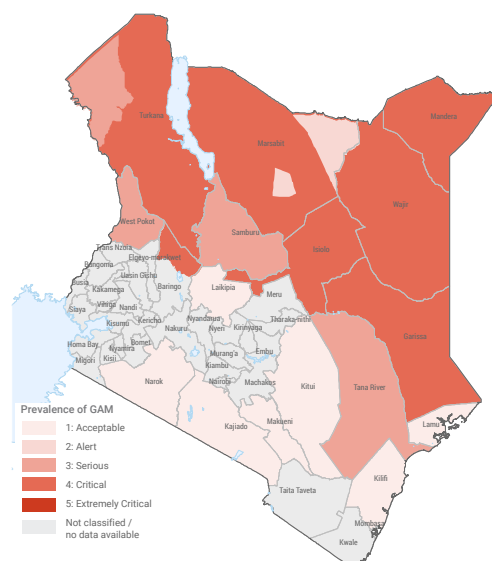 Turkana
Marsabit
Mandera
Wajir
West Pokot
Samburu
Isiolo
Trans Nzoia
Elgeyo-marakwet
Bungoma
Uasin Gishu
Busia
Kakamega
Baringo
Laikipia
Meru
Vihiga
Nandi
Siaya
Kisumu
Kericho
Nyandarua
Nyeri
Tharaka-nithi
Kirinyaga
Nakuru
Garissa
Homa Bay
Nyamira
Bomet
Embu
Kisii
Migori
Murang'a
Kiambu
Nairobi
Machakos
Narok
Kitui
Tana River
Makueni
Kajiado
Lamu
Kilifi
Taita Taveta
Mombasa
Kwale
Prevalence of GAM
1: Acceptable
2: Alert
3: Serious
4: Critical
5: Extremely Critical
Not classified /
no data available